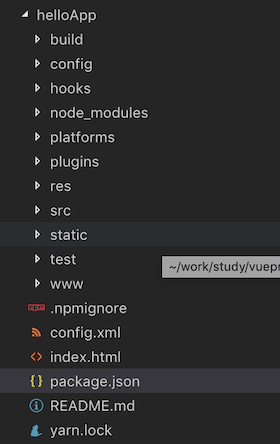 helloApp
build
config
hooks
node_modules
platforms
plugins
res
src
static
test
~/work/study/vuepr
www
.npmignore
config.xml
index.html
package.json
README.md
yarn.lock